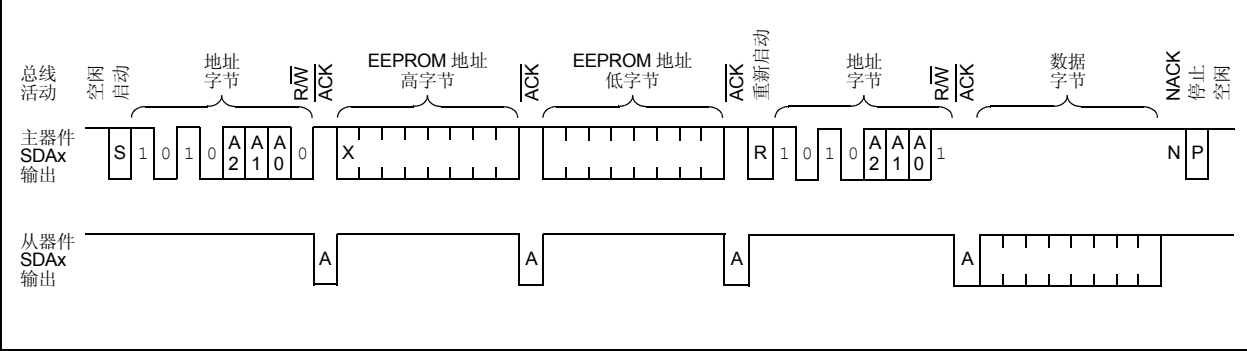 总线
活动
空闲
启动
地址
字节
R/W
ACK
EEPROM 地址
高字节
ACK
EEPROM 地址
低字节
ACK
重新启动
地址
字节
R/W
ACK
数据
字节
NACK
停止
空闲
主器件
SDAx
输出
S 1 0 1 0 A2 A1 A0 0 X R 1 0 1 0 A2 A1 A0 1 N P
从器件
SDAx
输出
A A A A